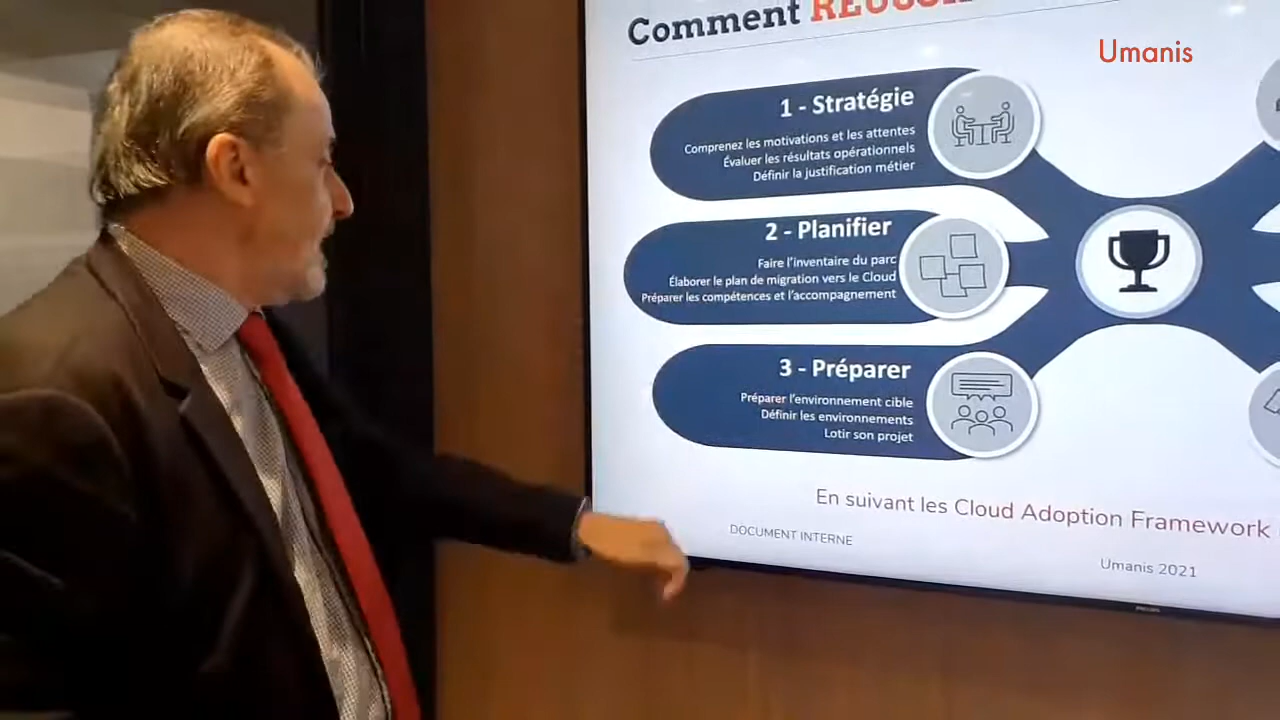 Comment
Umanis
1 - Stratégie
Comprenez les motivations et les attentes
Évaluer les résultats opérationnels
Définir la justification métier
2 - Planifier
Faire l'inventaire du parc
Élaborer le plan de migration vers le Cloud
Préparer les compétences et l'accompagnement
3 - Préparer
Préparer l'environnement cible
Définir les environnements
Lotir son projet
En suivant les Cloud Adoption Framework
DOCUMENT INTERNE
Umanis 2021
PHILIPS